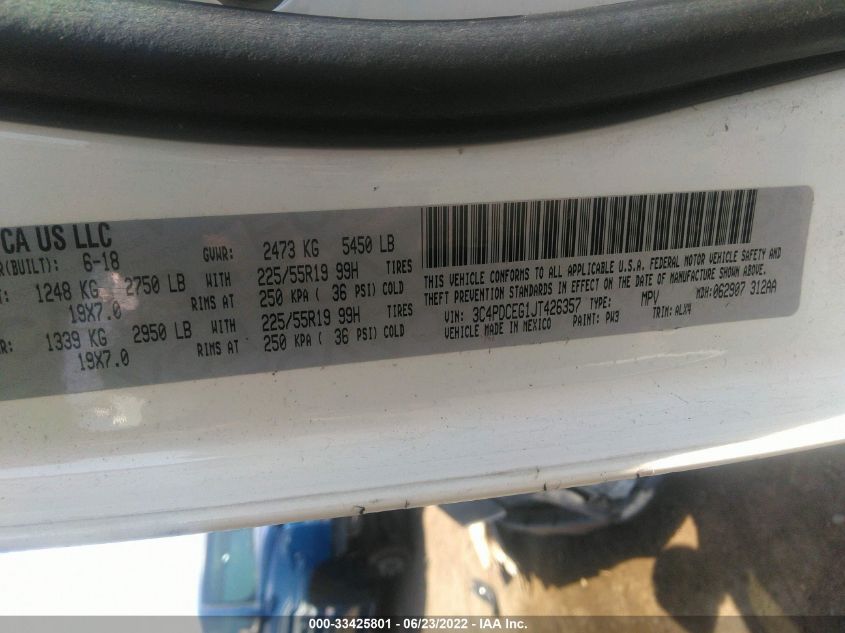 CA US LLC
R(BUILT): 6-18 GVWR: 2473 KG 5450 LB
1248 KG 2750 LB WITH 225/55R19 99H TIRES
19X7.0 RIMS AT 250 KPA ( 36 PSI) COLD
R: 1339 KG 2950 LB WITH 225/55R19 99H TIRES
19X7.0 RIMS AT 250 KPA ( 36 PSI) COLD
THIS VEHICLE CONFORMS TO ALL APPLICABLE U.S.A. FEDERAL MOTOR VEHICLE SAFETY AND
THEFT PREVENTION STANDARDS IN EFFECT ON THE DATE OF MANUFACTURE SHOWN ABOVE.
VIN: 3C4PDCEG1JT426357 TYPE: MPV MDH: 062907 312AA
VEHICLE MADE IN MEXICO PAINT: PW3 TRIM: ALX4
000-33425801 - 06/23/2022 - IAA Inc.